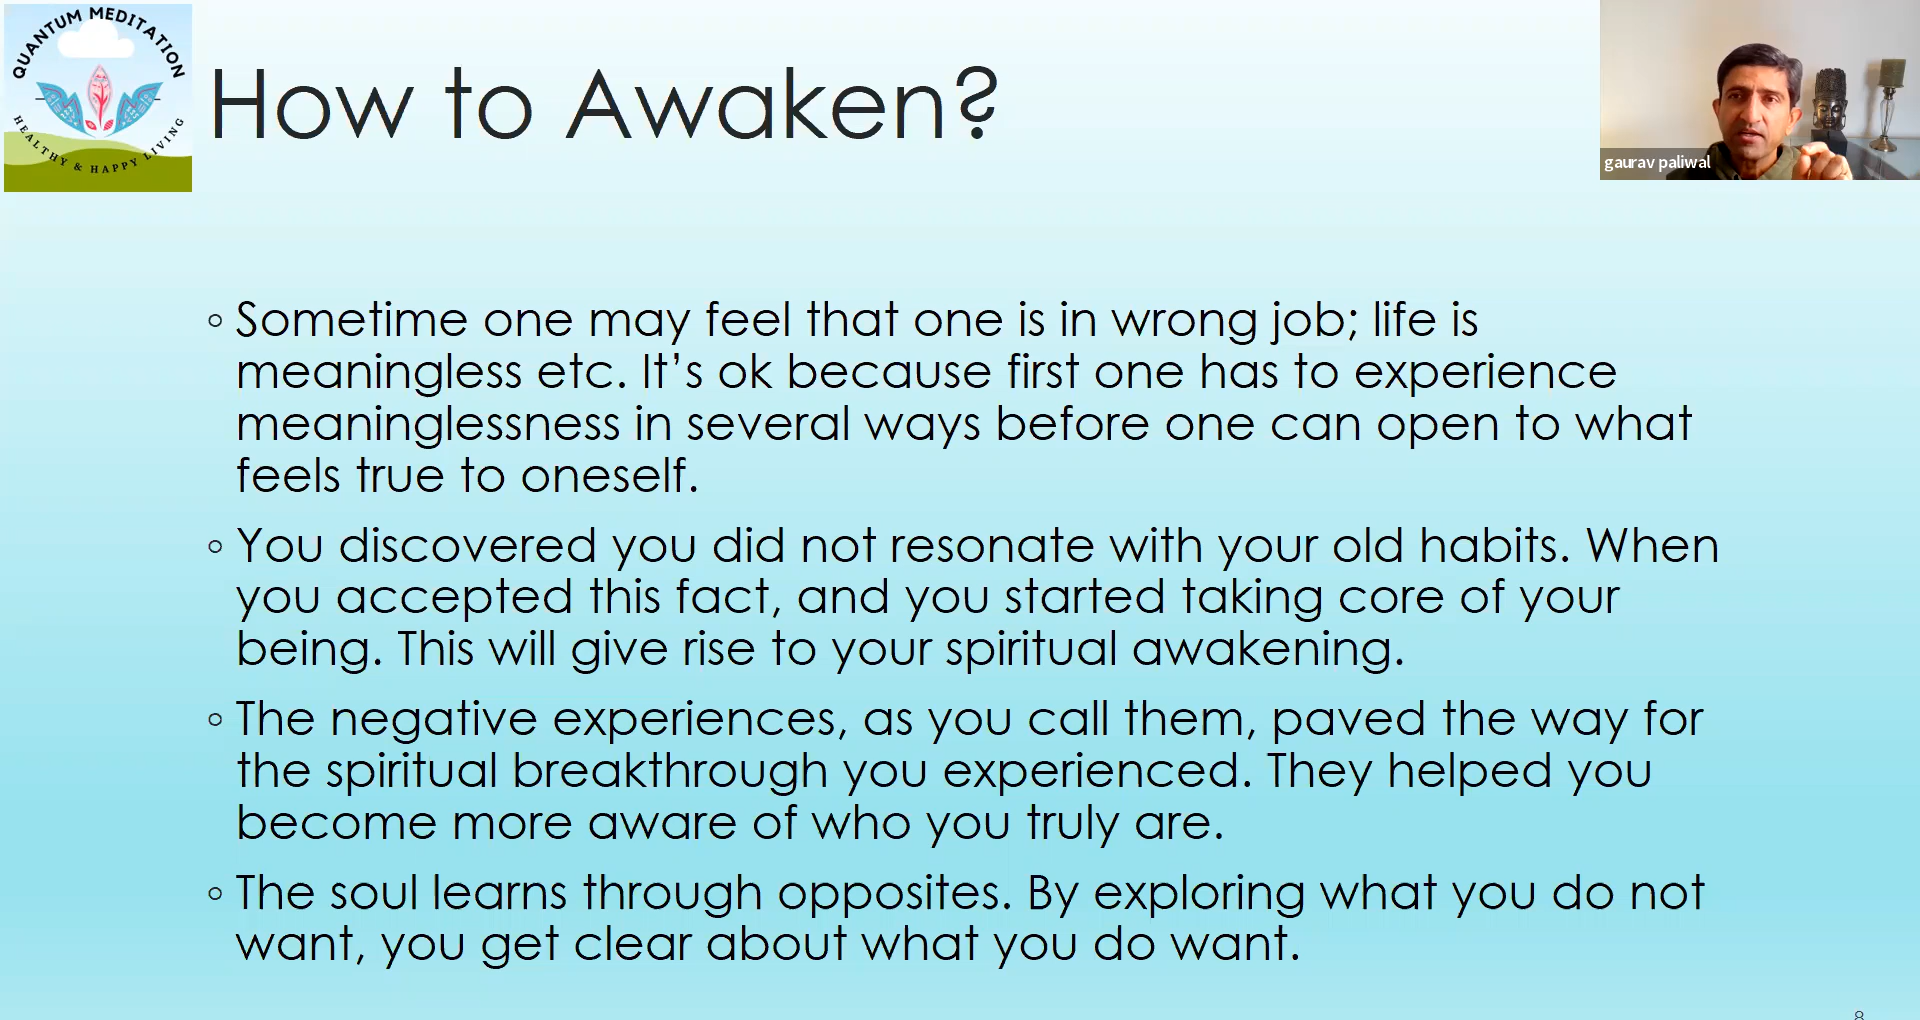 QUANTUM MEDITATION
HEALTHY & HAPPY LIVING
How to Awaken?
gaurav paliwal
◦ Sometime one may feel that one is in wrong job; life is
meaningless etc. It’s ok because first one has to experience
meaninglessness in several ways before one can open to what
feels true to oneself.
◦ You discovered you did not resonate with your old habits. When
you accepted this fact, and you started taking core of your
being. This will give rise to your spiritual awakening.
◦ The negative experiences, as you call them, paved the way for
the spiritual breakthrough you experienced. They helped you
become more aware of who you truly are.
◦ The soul learns through opposites. By exploring what you do not
want, you get clear about what you do want.
8